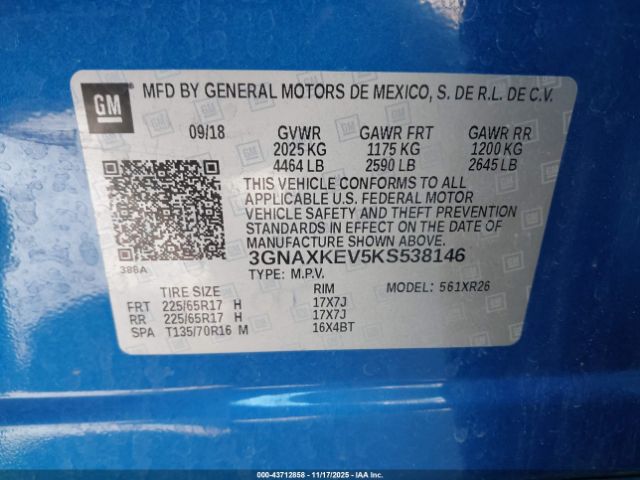 GM
MFD BY GENERAL MOTORS DE MEXICO, S. DE R.L. DE C.V.
09/18 GVWR GAWR FRT GAWR RR
2025 KG 1175 KG 1200 KG
4464 LB 2590 LB 2645 LB
THIS VEHICLE CONFORMS TO ALL
APPLICABLE U.S. FEDERAL MOTOR
VEHICLE SAFETY AND THEFT PREVENTION
STANDARDS IN EFFECT ON THE DATE OF
MANUFACTURE SHOWN ABOVE.
386A 3GNAXKEV5KS538146
TYPE: M.P.V.
TIRE SIZE RIM MODEL: 561XR26
FRT 225/65R17 H 17X7J
RR 225/65R17 H 17X7J
SPA T135/70R16 M 16X4BT
000-43712858 - 11/17/2025 - IAAI.COM